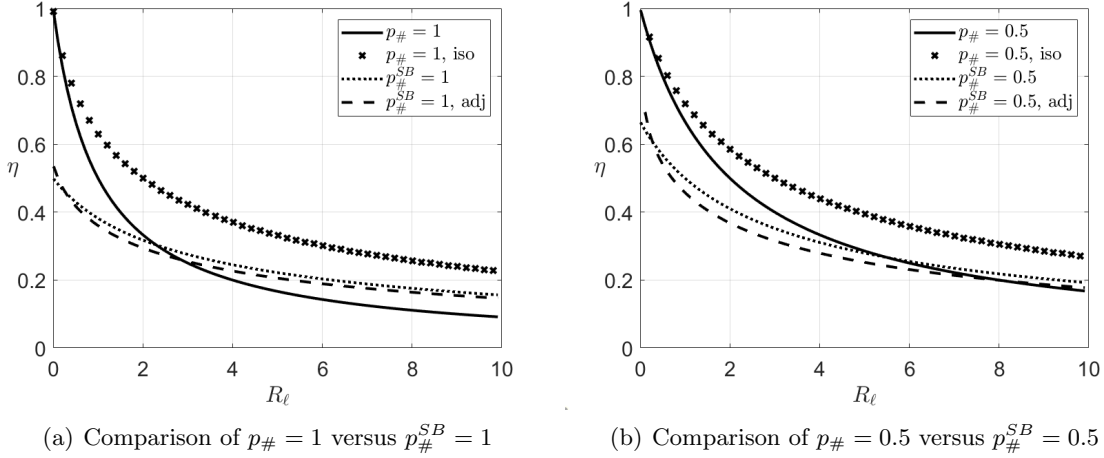 1
0.8
0.6
η
0.4
0.2
0
0 2 4 6 8 10
R_ℓ
p_# = 1
p_# = 1, iso
p_#^{SB} = 1
p_#^{SB} = 1, adj
(a) Comparison of p_# = 1 versus p_#^{SB} = 1
1
0.8
0.6
η
0.4
0.2
0
0 2 4 6 8 10
R_ℓ
p_# = 0.5
p_# = 0.5, iso
p_#^{SB} = 0.5
p_#^{SB} = 0.5, adj
(b) Comparison of p_# = 0.5 versus p_#^{SB} = 0.5